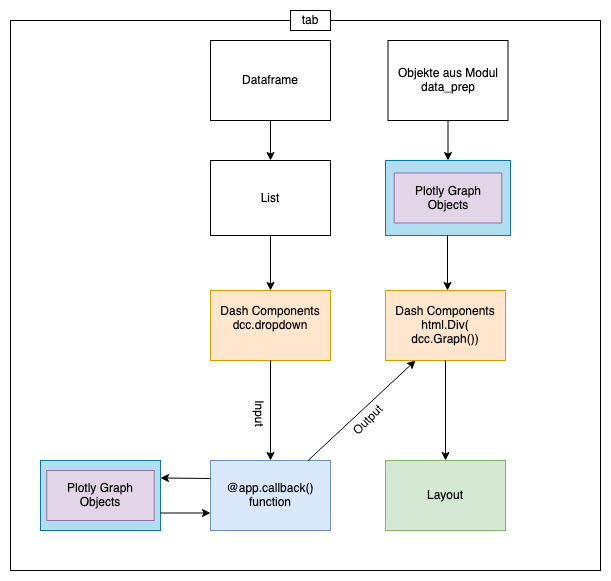 tab
Dataframe
Objekte aus Modul
data_prep
List
Plotly Graph
Objects
Dash Components
dcc.dropdown
Dash Components
html.Div(
dcc.Graph())
Input
Output
Plotly Graph
Objects
@app.callback()
function
Layout